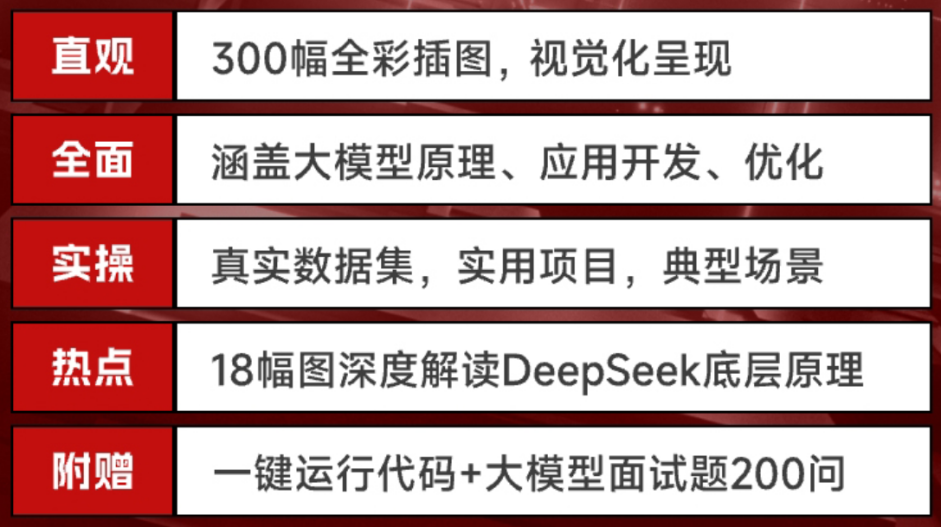 直观 300幅全彩插图，视觉化呈现
全面 涵盖大模型原理、应用开发、优化
实操 真实数据集，实用项目，典型场景
热点 18幅图深度解读DeepSeek底层原理
附赠 一键运行代码+大模型面试题200问